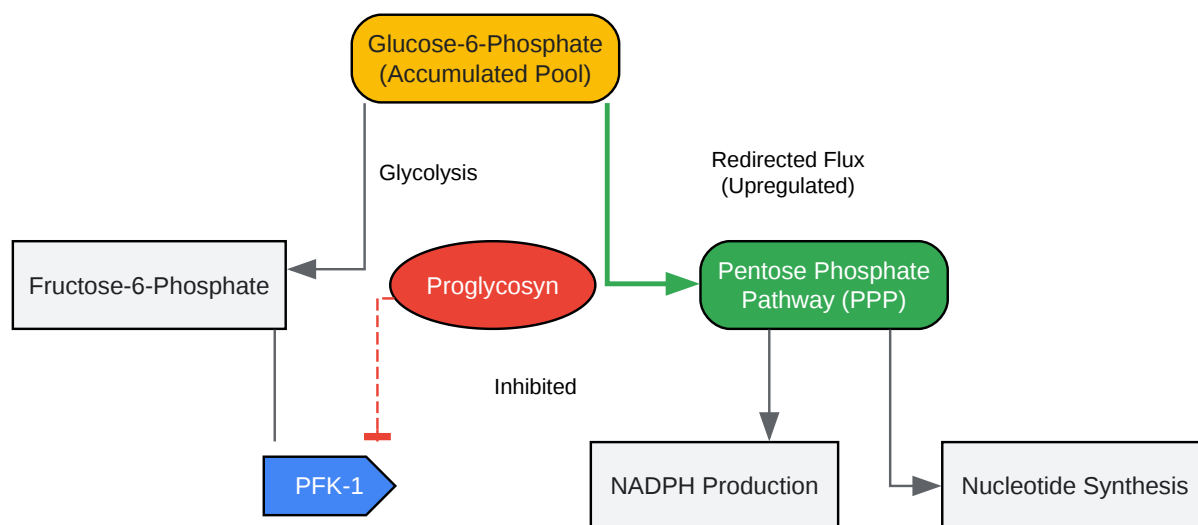 Glucose-6-Phosphate
(Accumulated Pool)
Glycolysis
Redirected Flux
(Upregulated)
Fructose-6-Phosphate
Proglycosyn
Pentose Phosphate
Pathway (PPP)
Inhibited
PFK-1
NADPH Production
Nucleotide Synthesis